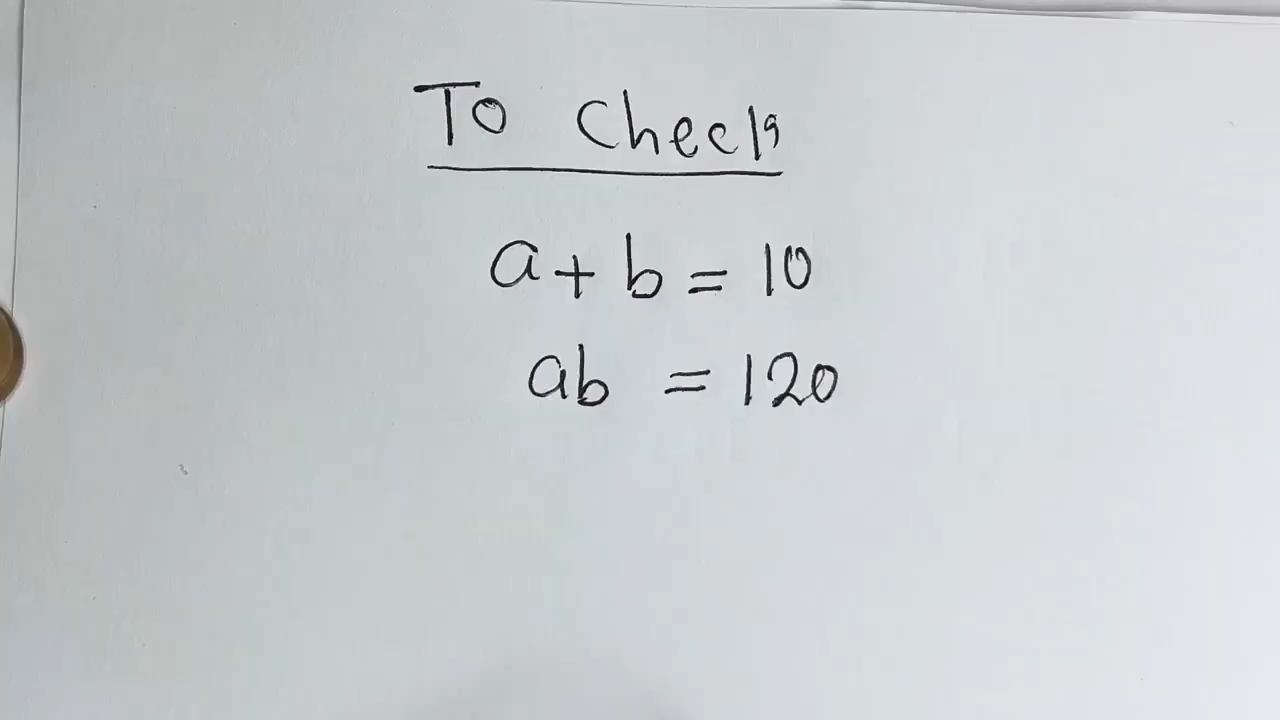 To Check
a + b = 10
ab = 120